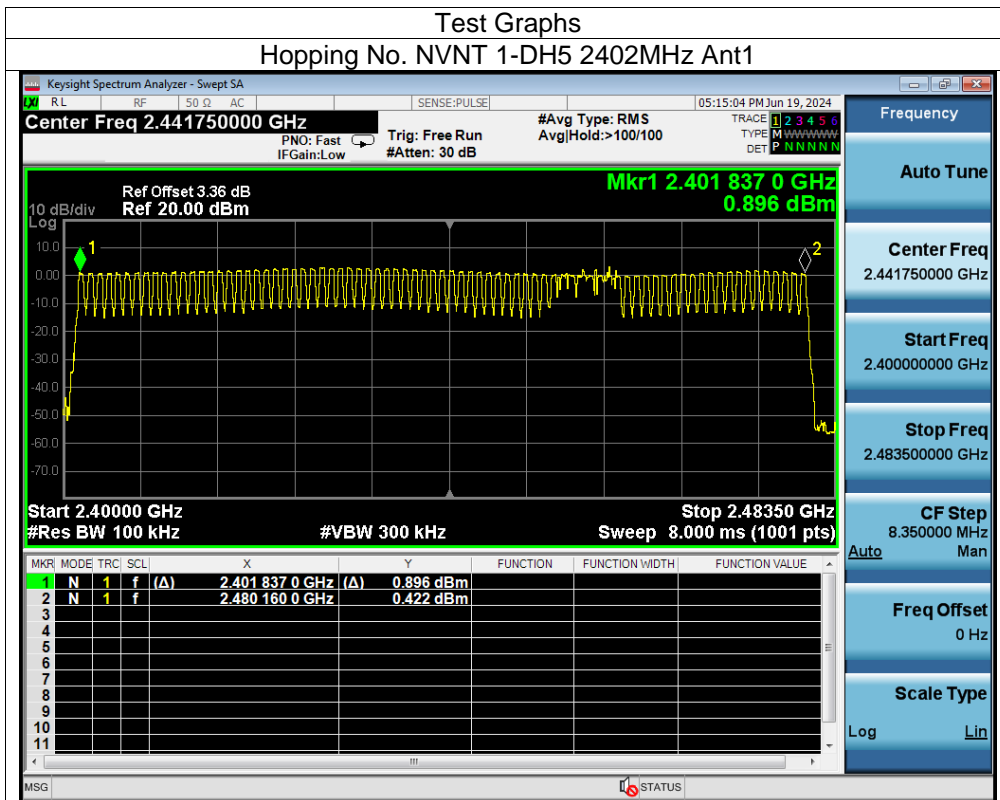 Test Graphs
Hopping No. NVNT 1-DH5 2402MHz Ant1
Keysight Spectrum Analyzer - Swept SA
LXI RL RF 50 Ω AC SENSE:PULSE 05:15:04 PM Jun 19, 2024
Center Freq 2.441750000 GHz #Avg Type: RMS TRACE 1 2 3 4 5 6
PNO: Fast Trig: Free Run Avg|Hold:>100/100 TYPE M WWWWW
IFGain:Low #Atten: 30 dB DET P N N N N N
Ref Offset 3.36 dB Mkr1 2.401 837 0 GHz
10 dB/div Ref 20.00 dBm 0.896 dBm
Log
10.0
0.00
-10.0
-20.0
-30.0
-40.0
-50.0
-60.0
-70.0
1
2
Start 2.40000 GHz Stop 2.48350 GHz
#Res BW 100 kHz #VBW 300 kHz Sweep 8.000 ms (1001 pts)
MKR MODE TRC SCL X Y FUNCTION FUNCTION WIDTH FUNCTION VALUE
1 N 1 f (Δ) 2.401 837 0 GHz (Δ) 0.896 dBm
2 N 1 f 2.480 160 0 GHz 0.422 dBm
3
4
5
6
7
8
9
10
11
MSG STATUS
Frequency
Auto Tune
Center Freq
2.441750000 GHz
Start Freq
2.400000000 GHz
Stop Freq
2.483500000 GHz
CF Step
8.350000 MHz
Auto Man
Freq Offset
0 Hz
Scale Type
Log Lin